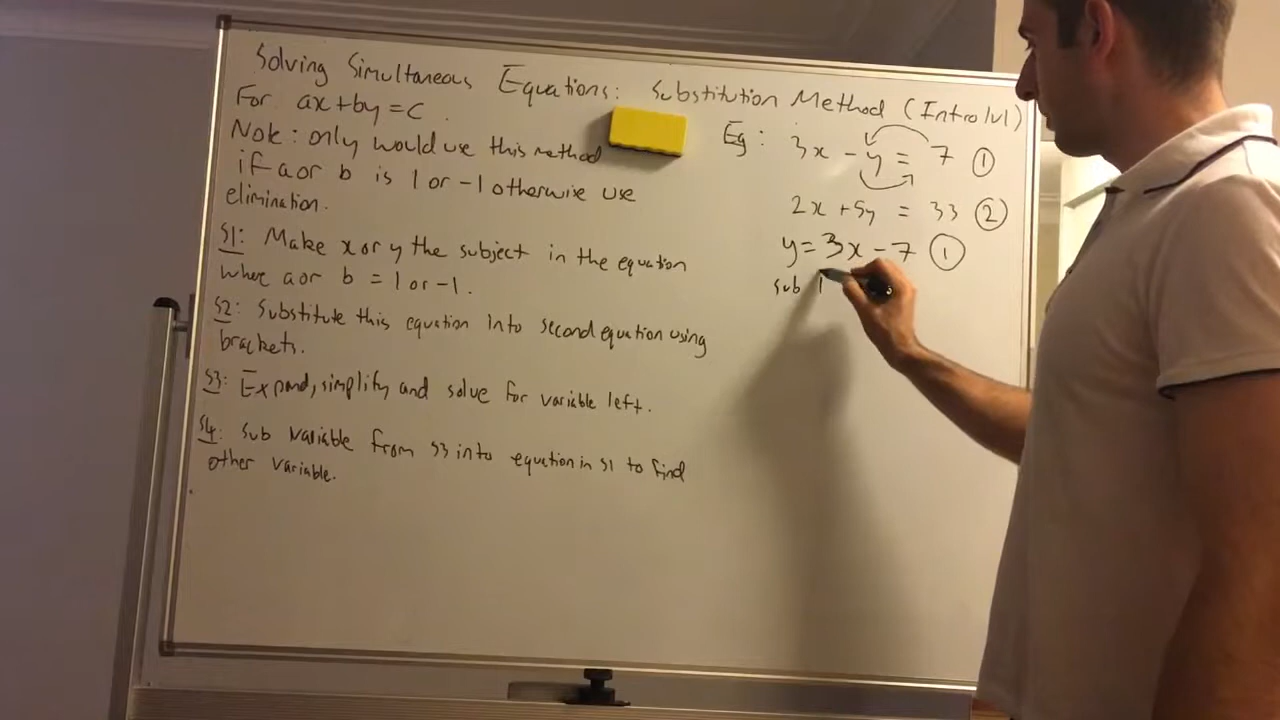 Solving Simultaneous Equations: Substitution Method (Intro lvl)
For ax+by=c
Note: only would use this method
if a or b is 1 or -1 otherwise use
elimination.
S1: Make x or y the subject in the equation
where a or b = 1 or -1.
S2: Substitute this equation into second equation using
brackets.
S3: Expand, simplify and solve for variable left.
S4: Sub variable from S3 into equation in S1 to find
other variable.
Eg: 3x - y = 7 ①
2x + 5y = 33 ②
y = 3x - 7 ①
sub 1